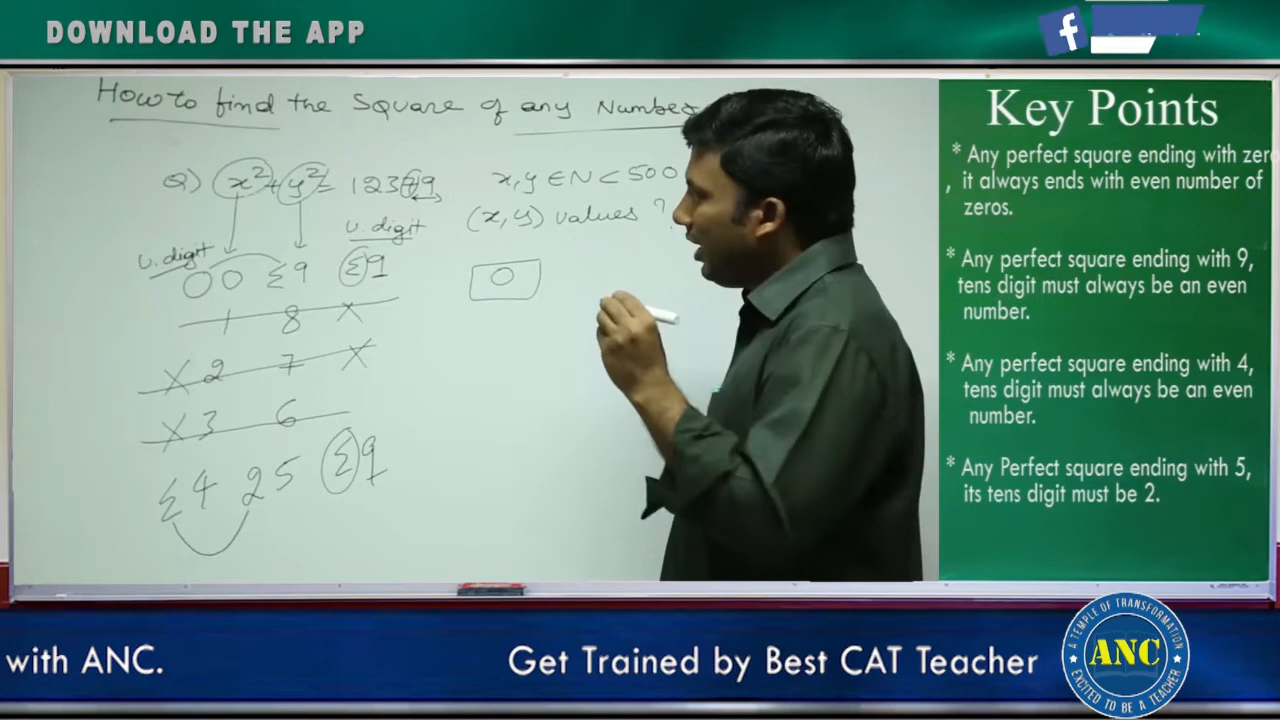 DOWNLOAD THE APP
f
How to find the Square of any Number
Q) x² + y² = 12379
x, y ∈ N < 500
(x, y) values ?
u. digit
u. digit
0 0 Σ 9 Σ 9
0
1 8 X
X 2 7 X
X 3 6
Σ 4 2 5 Σ 9
Key Points
* Any perfect square ending with zero
, it always ends with even number of
zeros.
* Any perfect square ending with 9,
tens digit must always be an even
number.
* Any perfect square ending with 4,
tens digit must always be an even
number.
* Any Perfect square ending with 5,
its tens digit must be 2.
with ANC.
Get Trained by Best CAT Teacher
A TEMPLE OF TRANSFORMATION
ANC
EXCITED TO BE A TEACHER